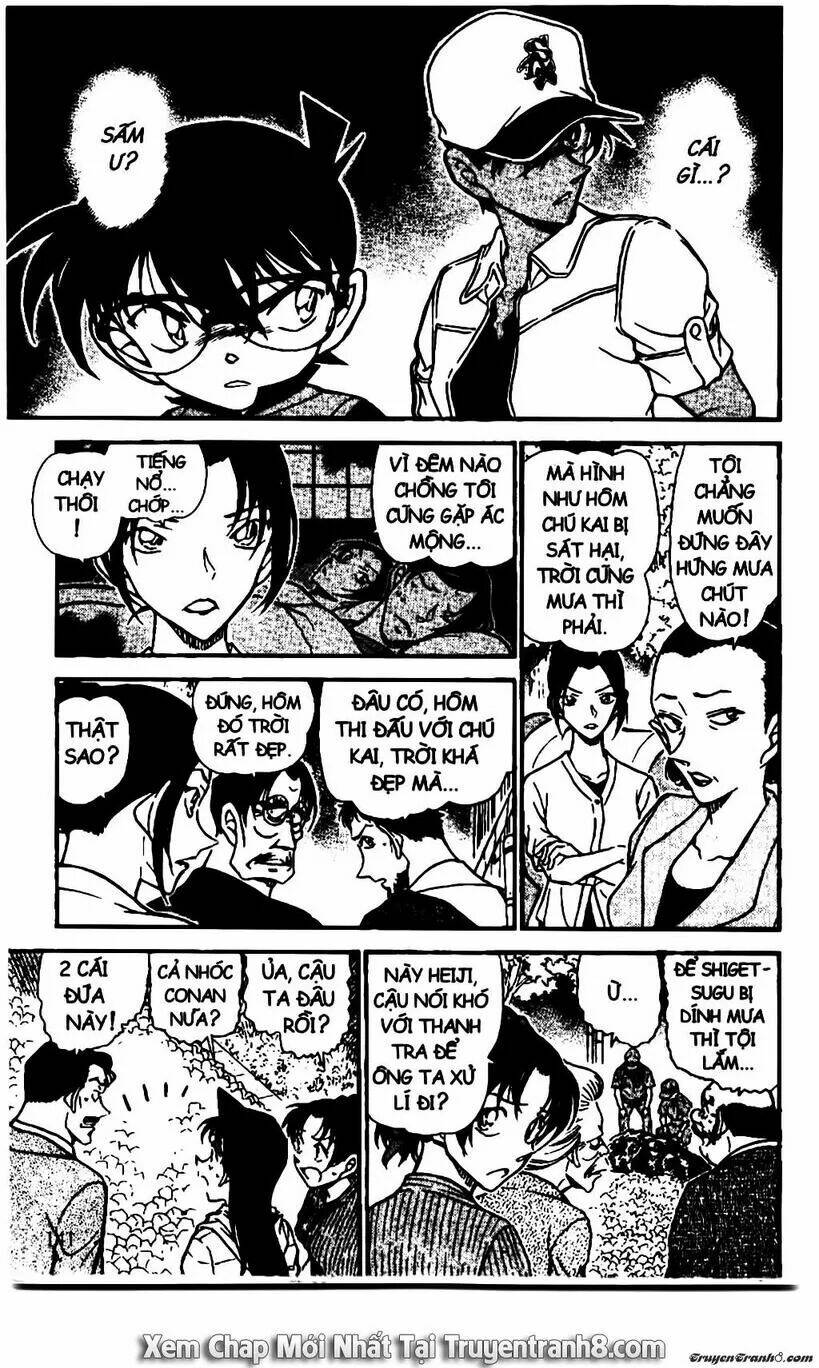 CÁI
GÌ...?
SẤM
Ư?
TÔI
CHẲNG
MUỐN
ĐỨNG ĐÂY
HỨNG MƯA
CHÚT
NÀO!
MÀ HÌNH
NHƯ HÔM
CHÚ KAI BỊ
SÁT HẠI,
TRỜI CŨNG
MƯA THÌ
PHẢI.
VÌ ĐÊM NÀO
CHỒNG TÔI
CŨNG GẶP ÁC
MỘNG...
TIẾNG
NỔ...
CHỚP...
CHẠY
THÔI
!
ĐÂU CÓ, HÔM
THI ĐẤU VỚI CHÚ
KAI, TRỜI KHÁ
ĐẸP MÀ...
ĐÚNG, HÔM
ĐÓ TRỜI
RẤT ĐẸP.
THẬT
SAO?
ĐỂ SHIGET-
SUGU BỊ
DÍNH MƯA
THÌ TỘI
LẮM...
Ừ...
NÀY HEIJI,
CẬU NÓI KHÓ
VỚI THANH
TRA ĐỂ
ÔNG TA XỬ
LÍ ĐI?
ỦA, CẬU
TA ĐÂU
RỒI?
CẢ NHÓC
CONAN
NƯA?
2 CÁI
ĐỨA
NÀY!
Xem Chap Mới Nhất Tại Truyentranh8.com
TruyenTranh8.com